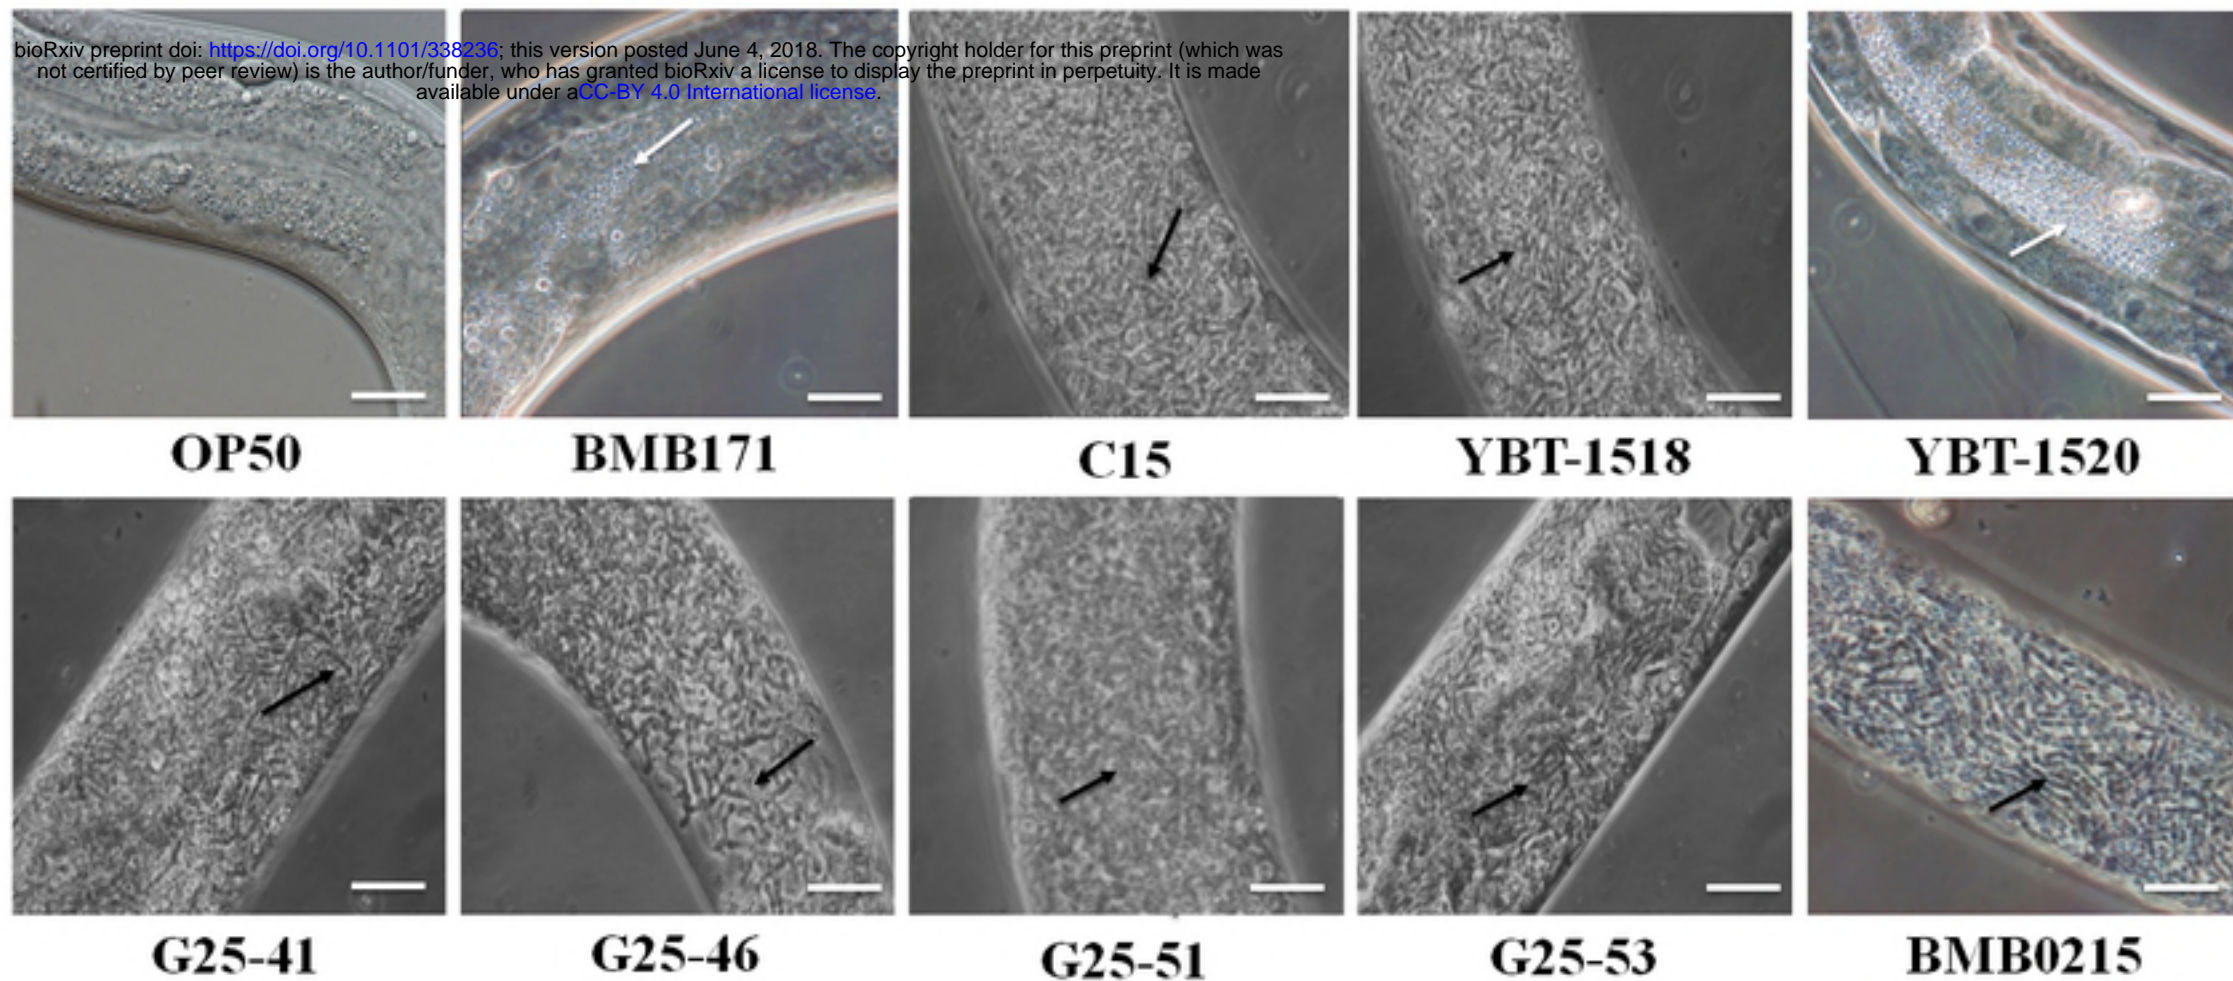 bioRxiv preprint doi: https://doi.org/10.1101/338236; this version posted June 4, 2018. The copyright holder for this preprint (which was
not certified by peer review) is the author/funder, who has granted bioRxiv a license to display the preprint in perpetuity. It is made
available under aCC-BY 4.0 International license.
OP50 BMB171 C15 YBT-1518 YBT-1520
G25-41 G25-46 G25-51 G25-53 BMB0215